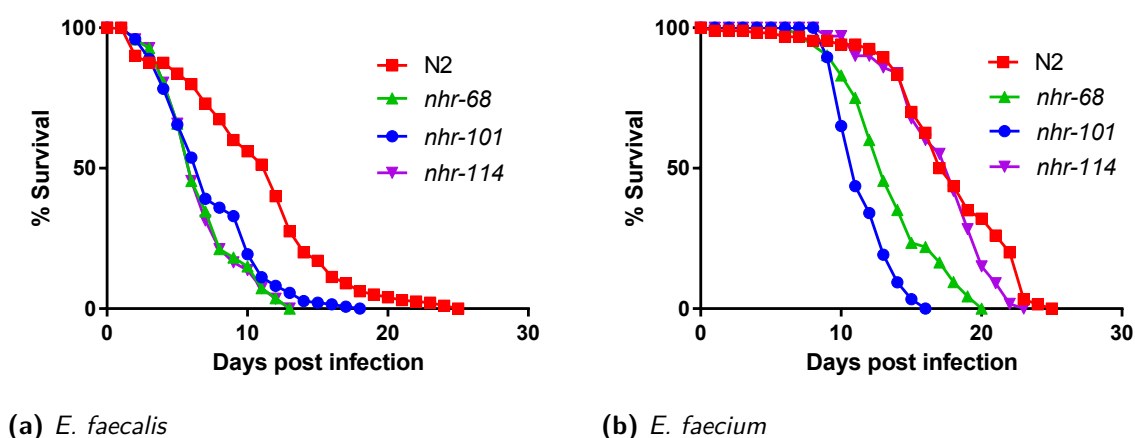 100
50
0
% Survival
0
10
20
30
Days post infection
N2
nhr-68
nhr-101
nhr-114
(a) E. faecalis
100
50
0
% Survival
0
10
20
30
Days post infection
N2
nhr-68
nhr-101
nhr-114
(b) E. faecium